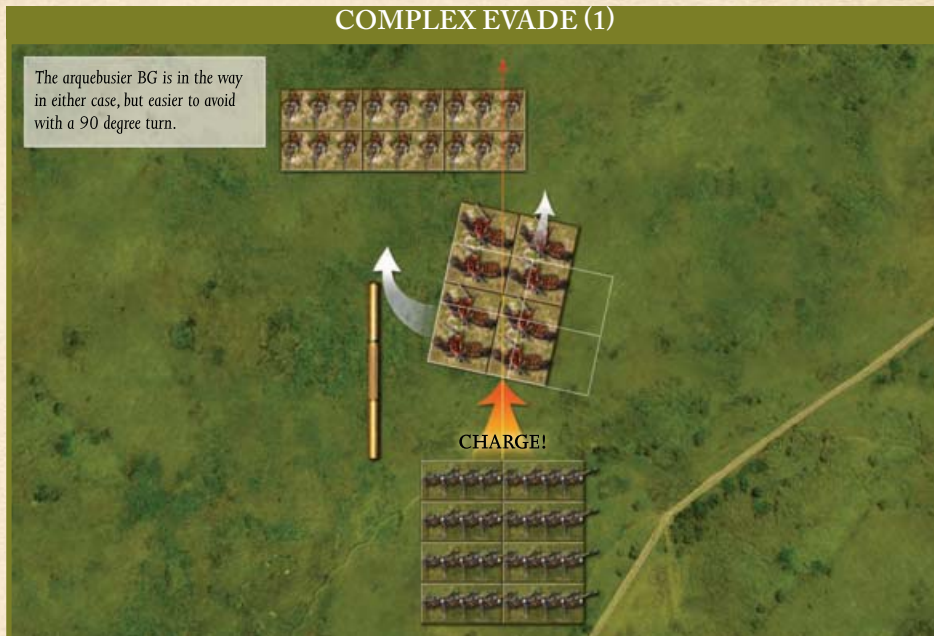 COMPLEX EVADE (1)
The arquebusier BG is in the way
in either case, but easier to avoid
with a 90 degree turn.
CHARGE!